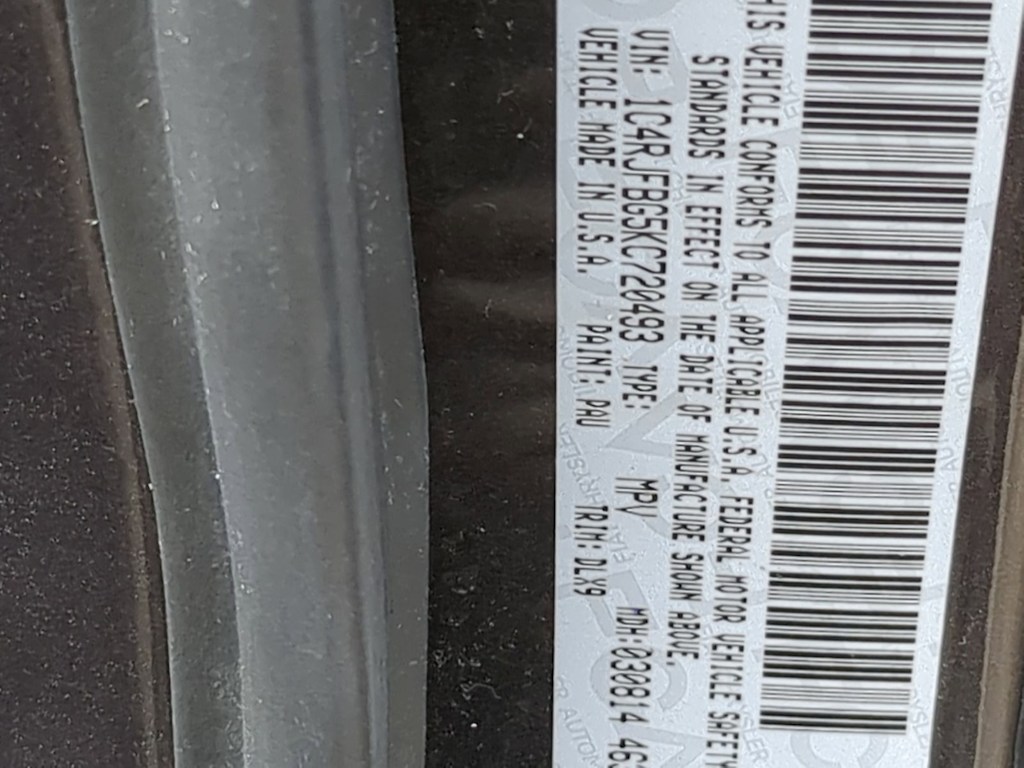 THIS VEHICLE CONFORMS TO ALL APPLICABLE U.S.A. FEDERAL MOTOR VEHICLE SAFETY
STANDARDS IN EFFECT ON THE DATE OF MANUFACTURE SHOWN ABOVE.
VIN: 1C4RJFBG5KC720493 TYPE: MPV MDH:030814 463
VEHICLE MADE IN U.S.A. PAINT: PAU TRIM: DLX9